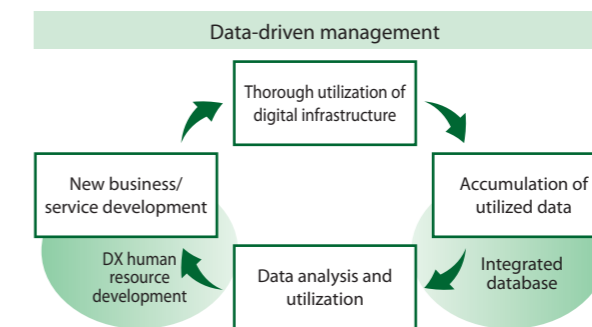 Data-driven management
Thorough utilization of
digital infrastructure
New business/
service development
Accumulation of
utilized data
DX human
resource
development
Data analysis and
utilization
Integrated
database